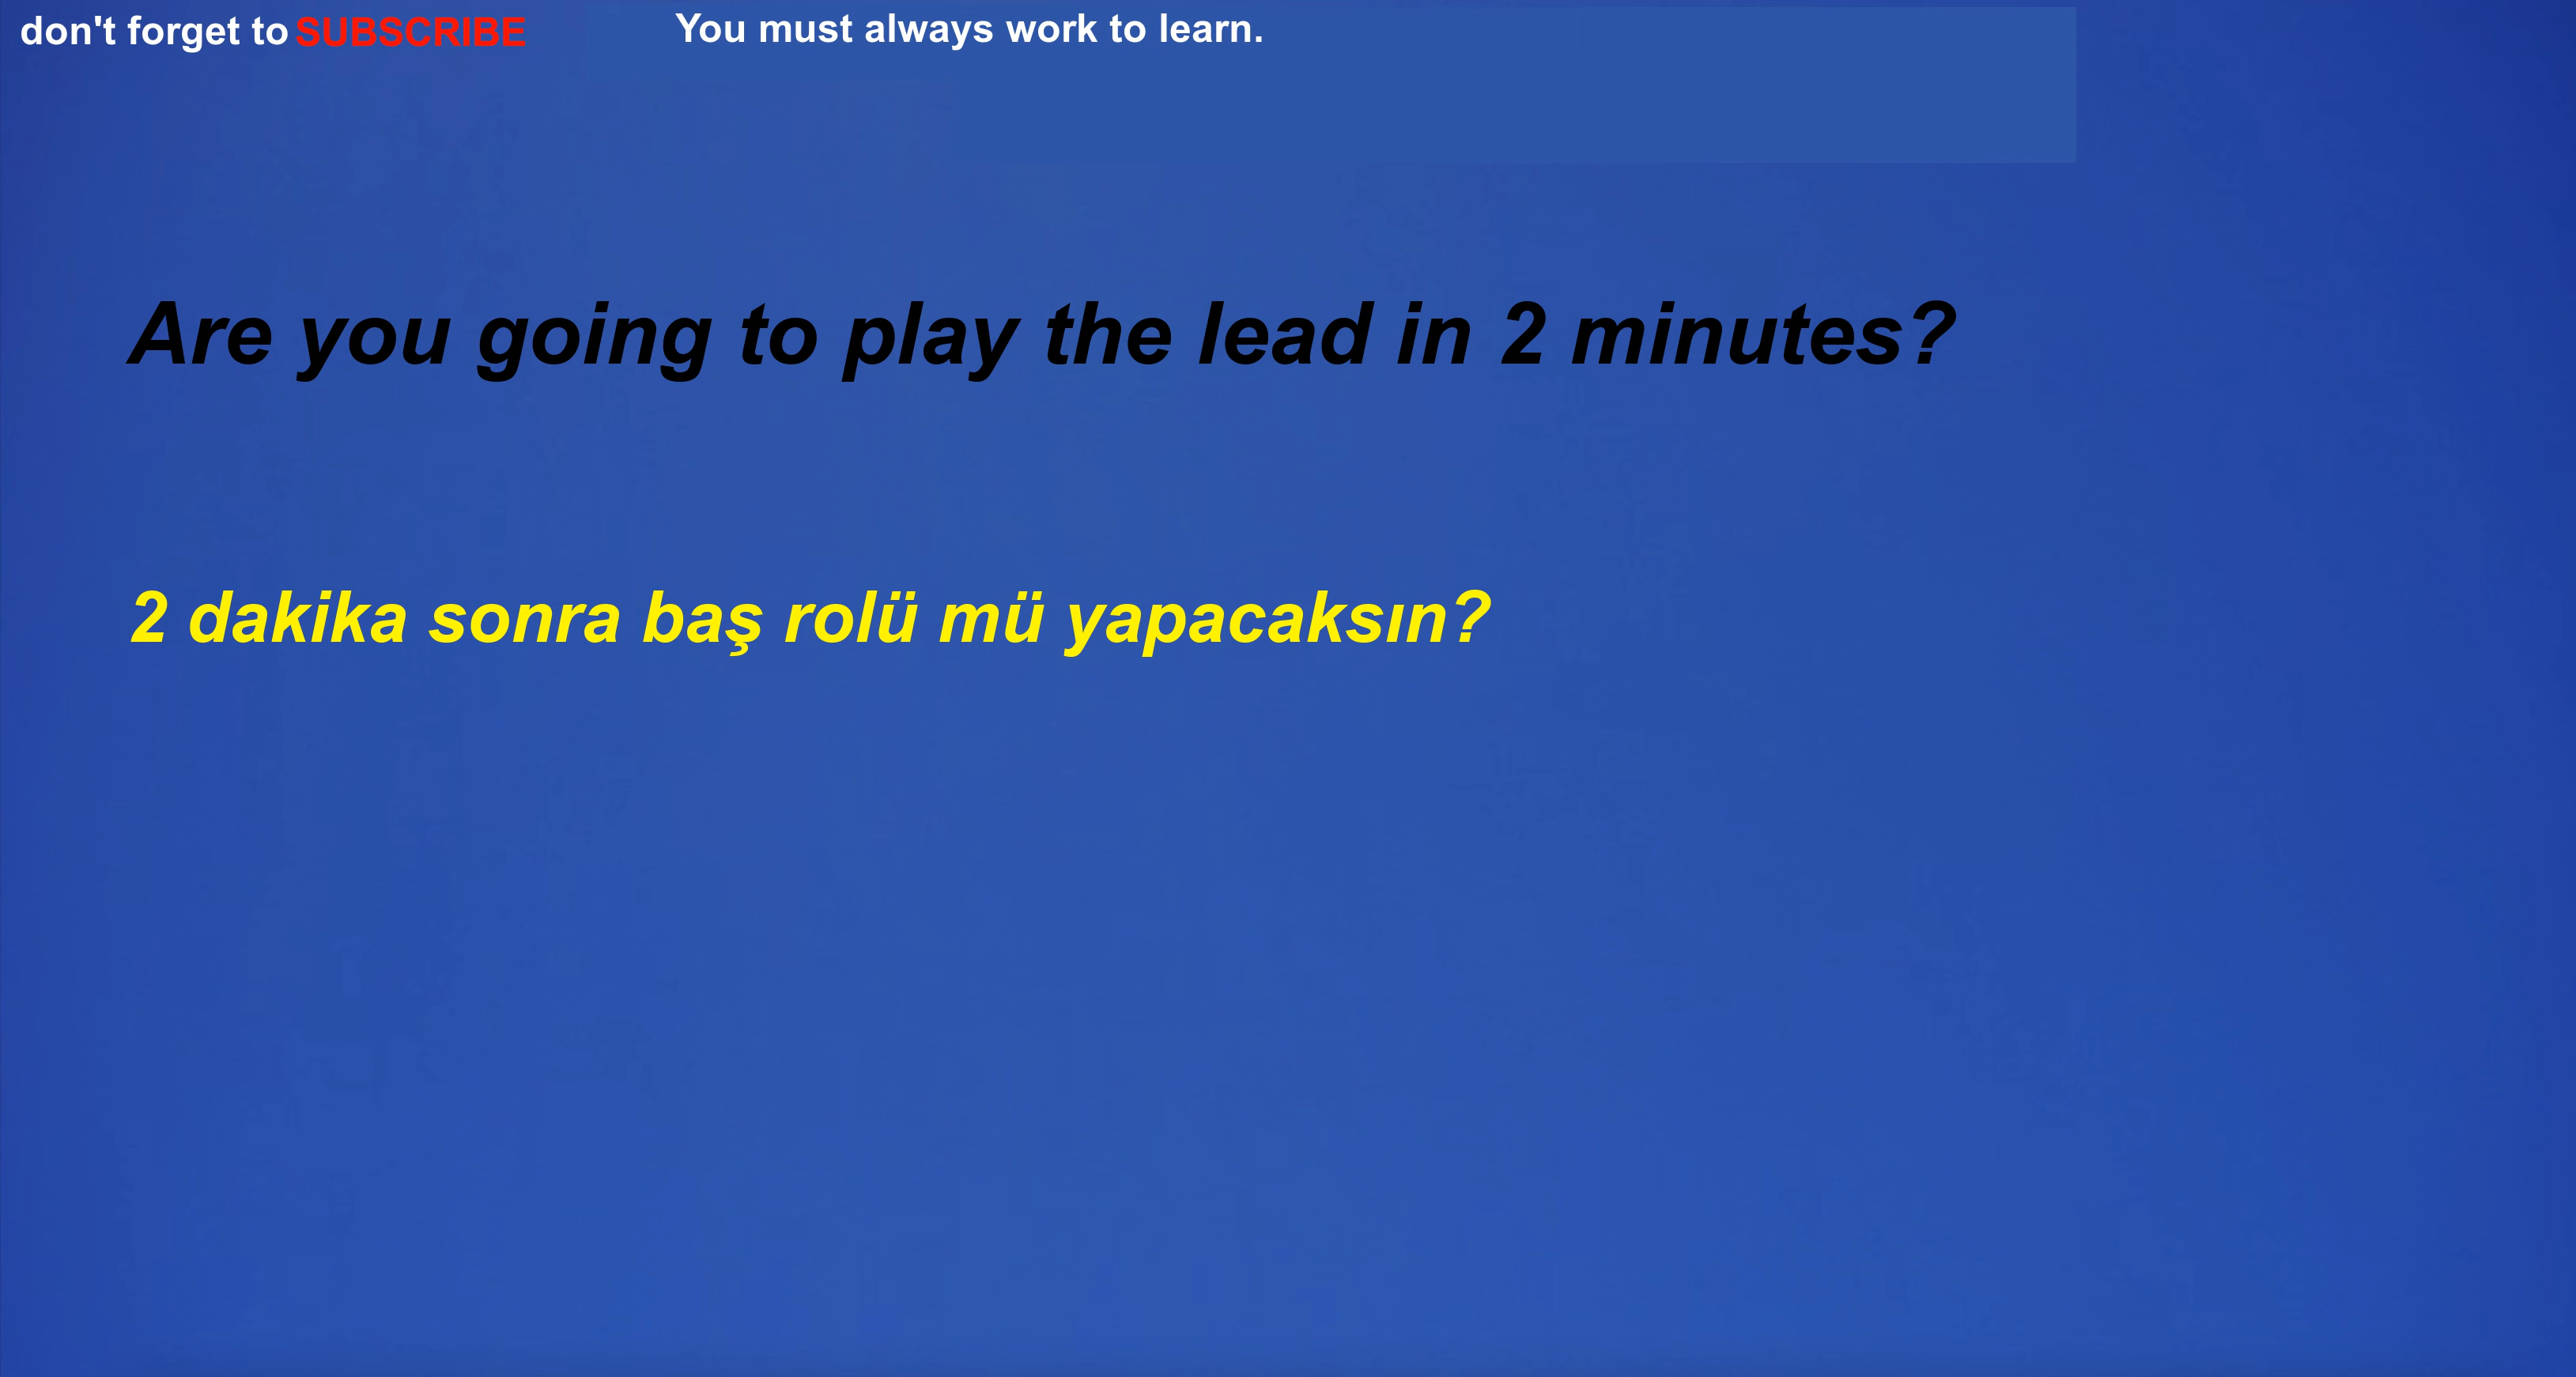 don't forget to SUBSCRIBE You must always work to learn.
Are you going to play the lead in 2 minutes?
2 dakika sonra baş rolü mü yapacaksın?